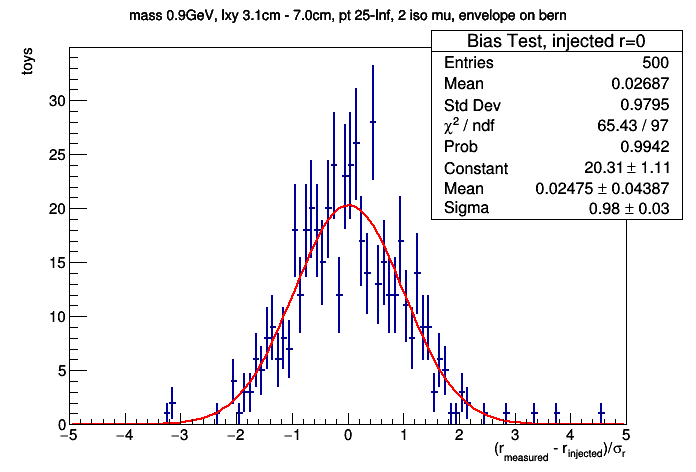 mass 0.9GeV, lxy 3.1cm - 7.0cm, pt 25-Inf, 2 iso mu, envelope on bern
Bias Test, injected r=0
Entries 500
Mean 0.02687
Std Dev 0.9795
χ² / ndf 65.43 / 97
Prob 0.9942
Constant 20.31 ± 1.11
Mean 0.02475 ± 0.04387
Sigma 0.98 ± 0.03
toys
30
25
20
15
10
5
0
−5 −4 −3 −2 −1 0 1 2 3 4 5
(r_measured - r_injected)/σ_r